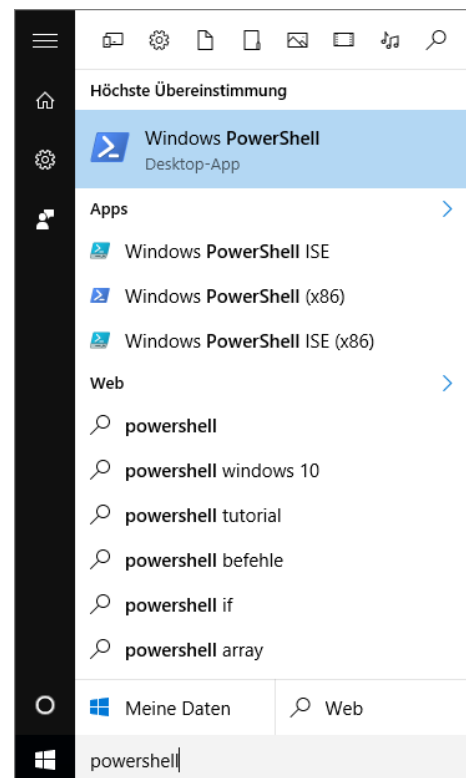 Höchste Übereinstimmung
Windows PowerShell
Desktop-App
Apps
Windows PowerShell ISE
Windows PowerShell (x86)
Windows PowerShell ISE (x86)
Web
powershell
powershell windows 10
powershell tutorial
powershell befehle
powershell if
powershell array
Meine Daten Web
powershell